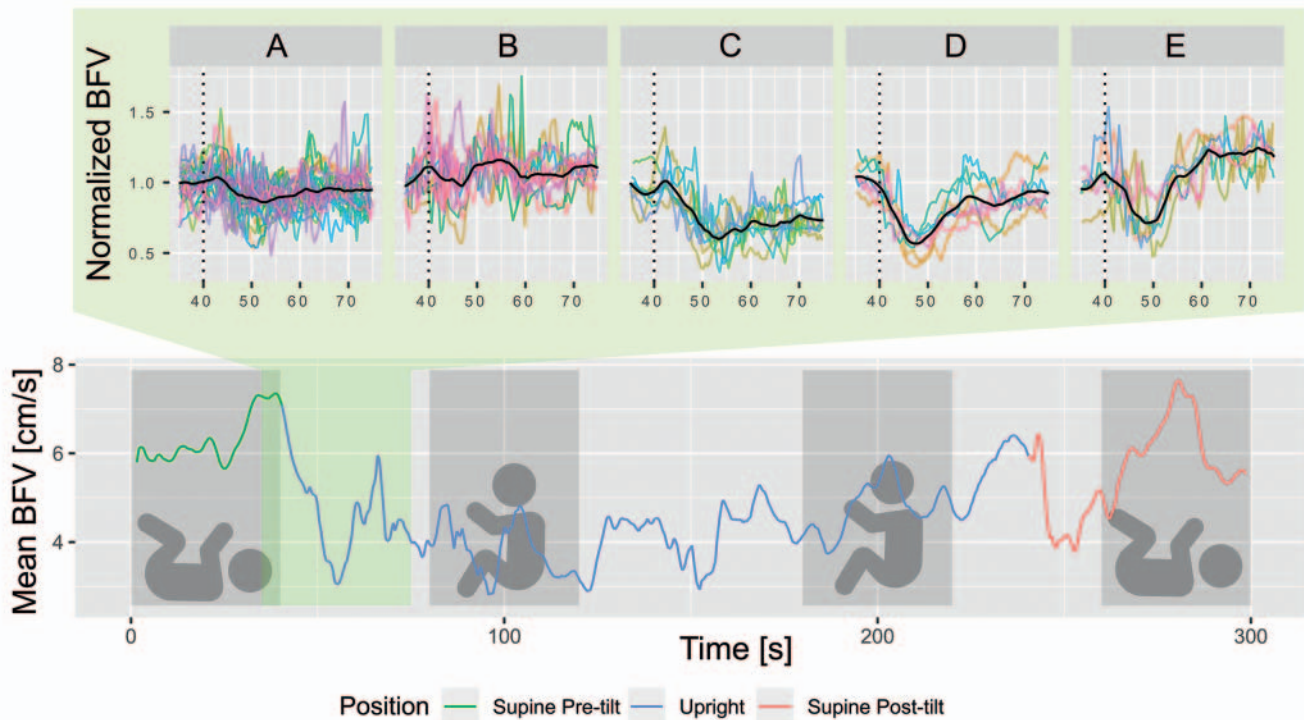 A B C D E
Normalized BFV
1.5
1.0
0.5
40 50 60 70 40 50 60 70 40 50 60 70 40 50 60 70 40 50 60 70
Mean BFV [cm/s]
8
6
4
0 100 200 300
Time [s]
Position Supine Pre-tilt Upright Supine Post-tilt